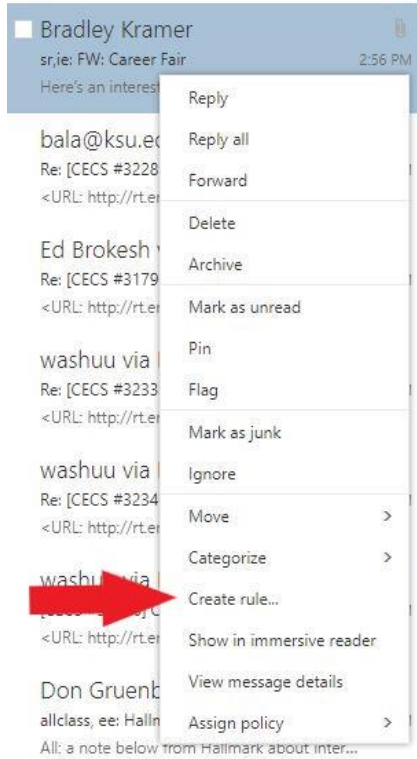 Bradley Kramer
sr,ie: FW: Career Fair 2:56 PM
Here's an interest
Reply
Reply all
Forward
Delete
Archive
Mark as unread
Pin
Flag
Mark as junk
Ignore
Move
Categorize
Create rule...
Show in immersive reader
View message details
Assign policy
bala@ksu.ed
Re: [CECS #3228
<URL: http://rt.er
Ed Brokesh
Re: [CECS #3179
<URL: http://rt.er
washuu via
Re: [CECS #3233
<URL: http://rt.er
washuu via
Re: [CECS #3234
<URL: http://rt.er
washuu via
<URL: http://rt.er
Don Gruenb
allclass, ee: Hallm
All: a note below from Hallmark about inter...